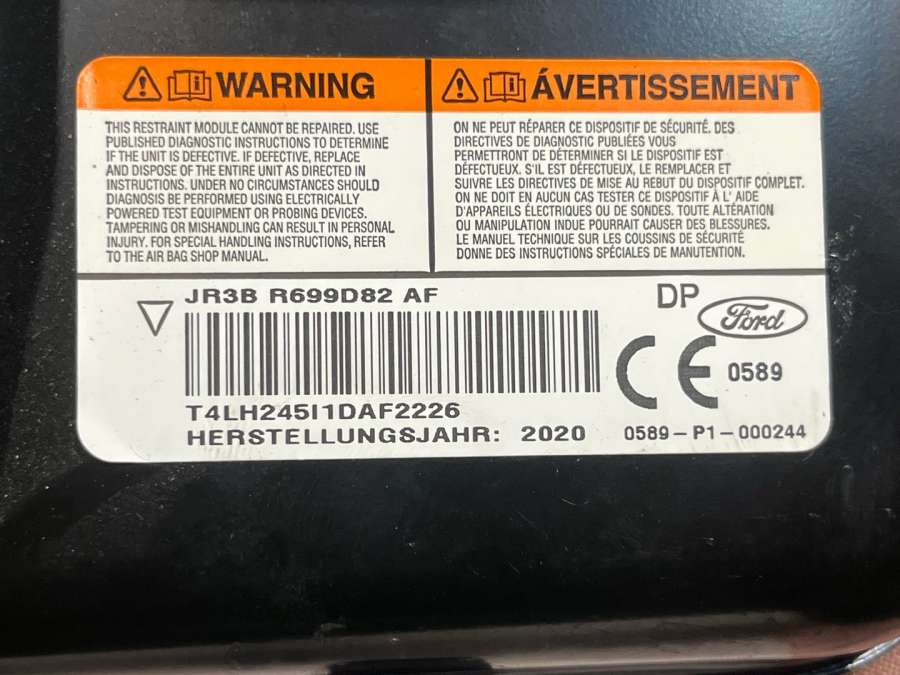 WARNING
THIS RESTRAINT MODULE CANNOT BE REPAIRED. USE
PUBLISHED DIAGNOSTIC INSTRUCTIONS TO DETERMINE
IF THE UNIT IS DEFECTIVE. IF DEFECTIVE, REPLACE
AND DISPOSE OF THE ENTIRE UNIT AS DIRECTED IN
INSTRUCTIONS. UNDER NO CIRCUMSTANCES SHOULD
DIAGNOSIS BE PERFORMED USING ELECTRICALLY
POWERED TEST EQUIPMENT OR PROBING DEVICES.
TAMPERING OR MISHANDLING CAN RESULT IN PERSONAL
INJURY. FOR SPECIAL HANDLING INSTRUCTIONS, REFER
TO THE AIR BAG SHOP MANUAL.
ÁVERTISSEMENT
ON NE PEUT RÉPARER CE DISPOSITIF DE SÉCURITÉ. DES
DIRECTIVES DE DIAGNOSTIC PUBLIÉES VOUS
PERMETTRONT DE DÉTERMINER SI LE DISPOSITIF EST
DÉFECTUEUX. S'IL EST DÉFECTUEUX, LE REMPLACER ET
SUIVRE LES DIRECTIVES DE MISE AU REBUT DU DISPOSITIF COMPLET.
ON NE DOIT EN AUCUN CAS TESTER CE DISPOSITIF À L' AIDE
D'APPAREILS ÉLECTRIQUES OU DE SONDES. TOUTE ALTÉRATION
OU MANIPULATION INDUE POURRAIT CAUSER DES BLESSURES.
LE MANUEL TECHNIQUE SUR LES COUSSINS DE SÉCURITÉ
DONNE DES INSTRUCTIONS SPÉCIALES DE MANUTENTION.
JR3B R699D82 AF
DP
Ford
CE 0589
T4LH245I1DAF2226
HERSTELLUNGSJAHR: 2020
0589-P1-000244